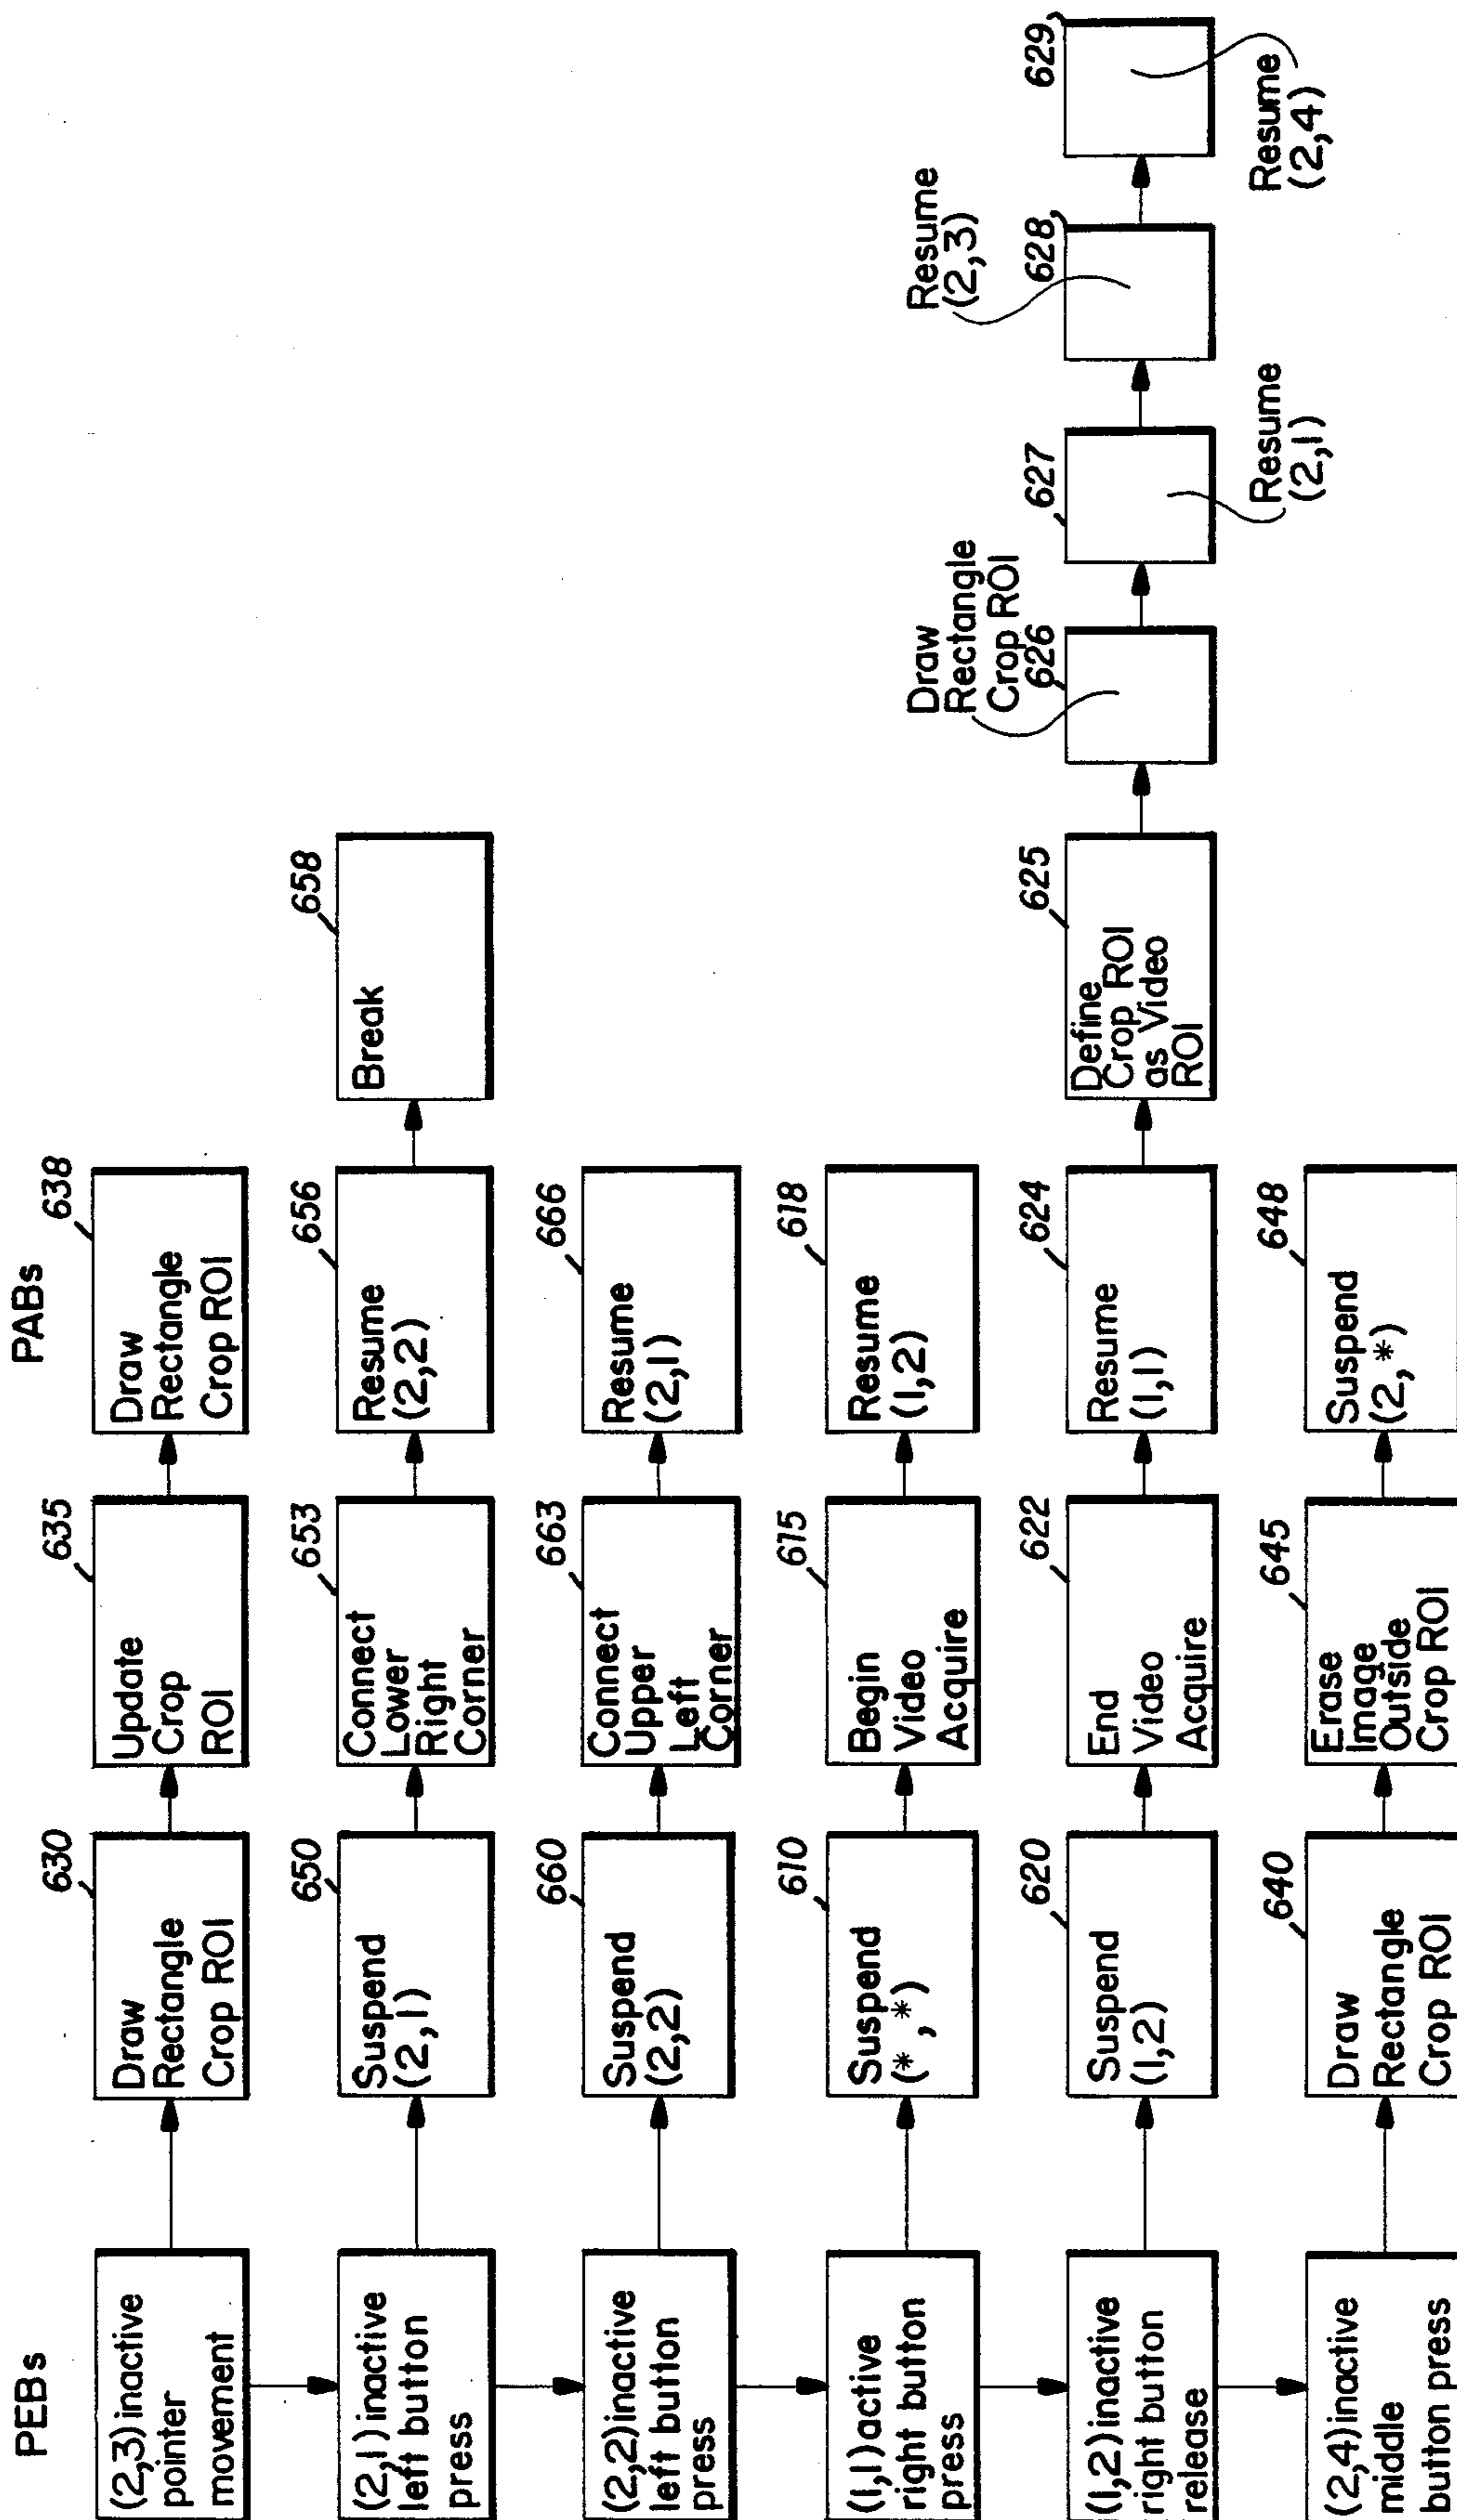 PEBs
PABs
(2,3) inactive
pointer
movement
630
Draw
Rectangle
Crop ROI
635
Update
Crop
ROI
638
Draw
Rectangle
Crop ROI
(2,1) inactive
left button
press
650
Suspend
(2,1)
653
Connect
Lower
Right
Corner
656
Resume
(2,2)
658
Break
(2,2) inactive
left button
press
660
Suspend
(2,2)
663
Connect
Upper
Left
Corner
666
Resume
(2,1)
(1,1) active
right button
press
610
Suspend
(*,*)
615
Begin
Video
Acquire
618
Resume
(1,2)
(1,2) inactive
right button
release
620
Suspend
(1,2)
622
End
Video
Acquire
624
Resume
(1,1)
625
Define
Crop ROI
as Video
ROI
Draw
Rectangle
Crop ROI
626
627
Resume
(2,1)
Resume
(2,3)
628
629
Resume
(2,4)
(2,4) inactive
middle
button press
640
Draw
Rectangle
Crop ROI
645
Erase
Image
Outside
Crop ROI
648
Suspend
(2,*)